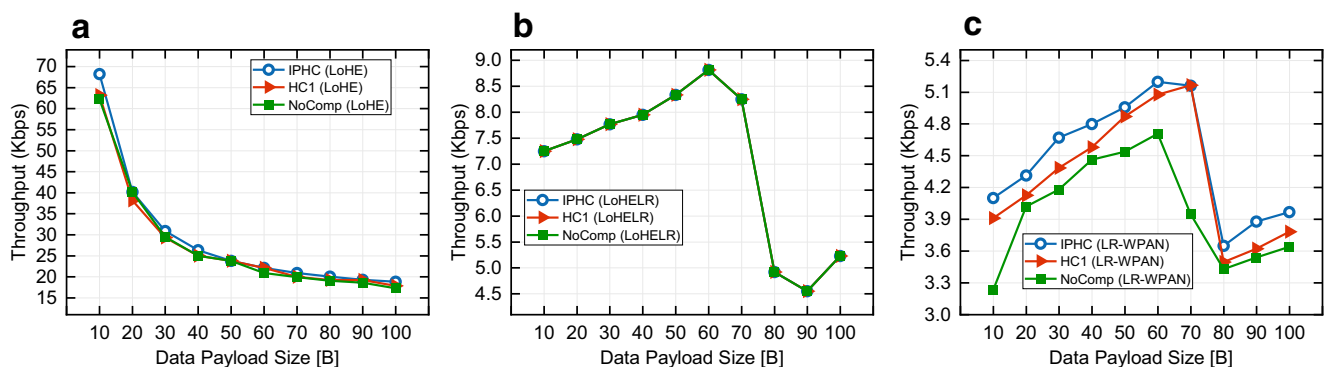 a
Throughput (Kbps)
70
65
60
55
50
45
40
35
30
25
20
15
IPHC (LoHE)
HC1 (LoHE)
NoComp (LoHE)
10 20 30 40 50 60 70 80 90 100
Data Payload Size [B]
b
Throughput (Kbps)
9.0
8.5
8.0
7.5
7.0
6.5
6.0
5.5
5.0
4.5
IPHC (LoHELR)
HC1 (LoHELR)
NoComp (LoHELR)
10 20 30 40 50 60 70 80 90 100
Data Payload Size [B]
c
Throughput (Kbps)
5.4
5.1
4.8
4.5
4.2
3.9
3.6
3.3
3.0
IPHC (LR-WPAN)
HC1 (LR-WPAN)
NoComp (LR-WPAN)
10 20 30 40 50 60 70 80 90 100
Data Payload Size [B]